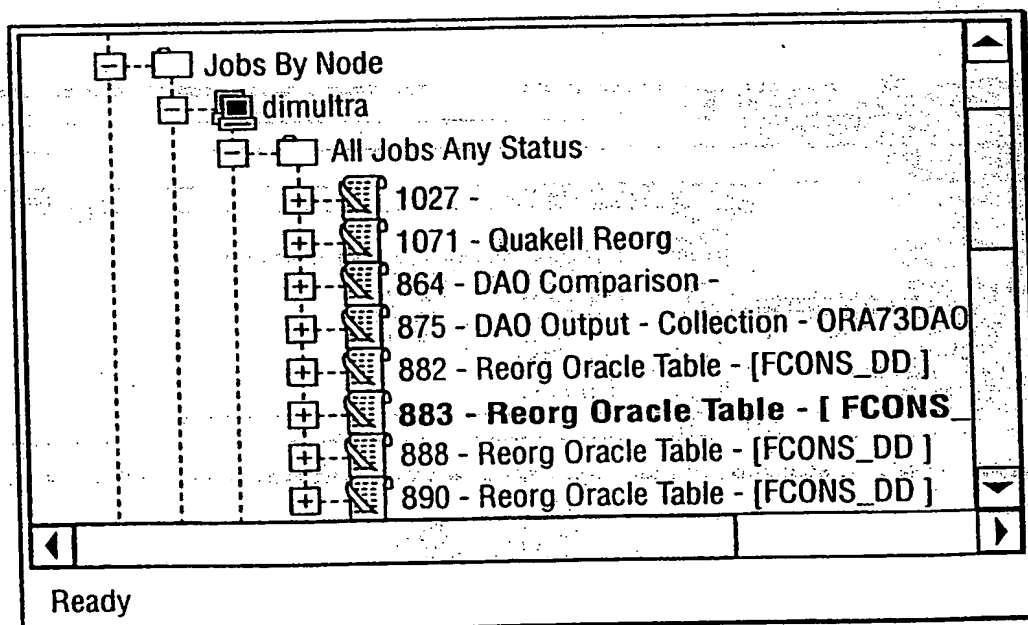 Jobs By Node
dimultra
All Jobs Any Status
1027 -
1071 - Quakell Reorg
864 - DAO Comparison -
875 - DAO Output - Collection - ORA73DAO
882 - Reorg Oracle Table - [FCONS_DD ]
883 - Reorg Oracle Table - [ FCONS_
888 - Reorg Oracle Table - [FCONS_DD ]
890 - Reorg Oracle Table - [FCONS_DD ]
Ready